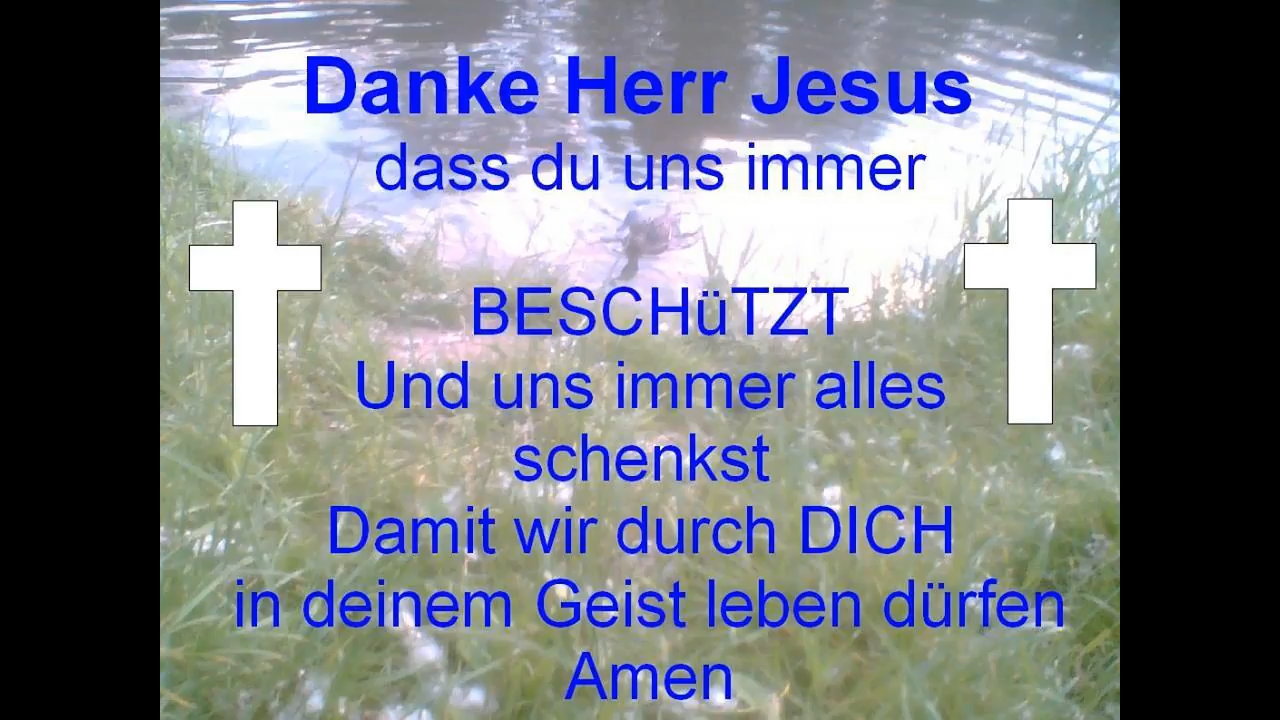 Danke Herr Jesus
dass du uns immer
BESCHüTZT
Und uns immer alles
schenkst
Damit wir durch DICH
in deinem Geist leben dürfen
Amen